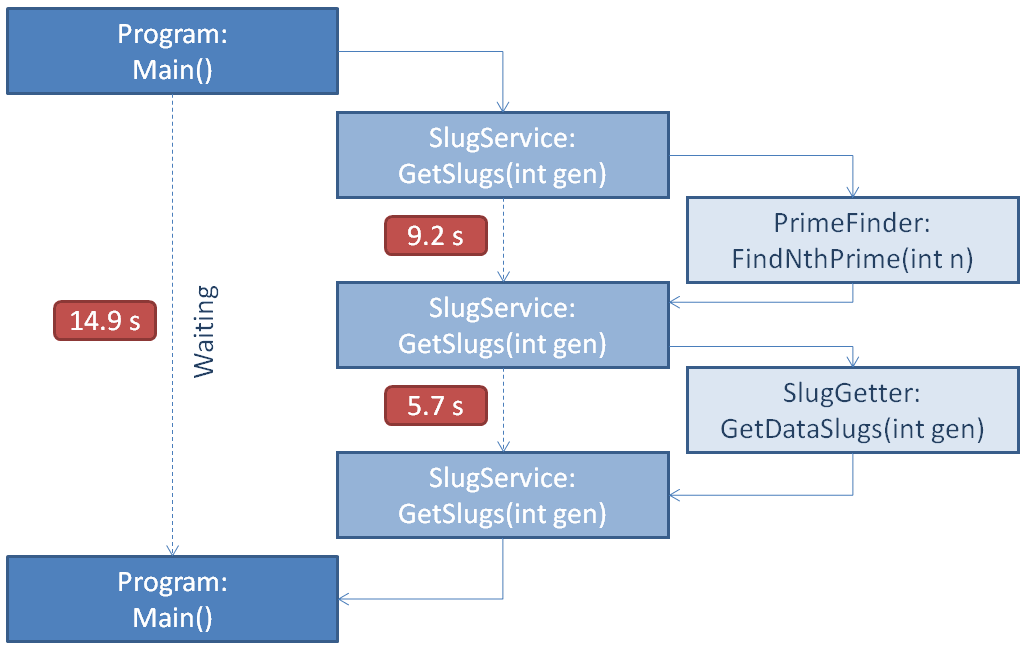 Program:
Main()
SlugService:
GetSlugs(int gen)
PrimeFinder:
FindNthPrime(int n)
9.2 s
14.9 s
Waiting
SlugService:
GetSlugs(int gen)
SlugGetter:
GetDataSlugs(int gen)
5.7 s
SlugService:
GetSlugs(int gen)
Program:
Main()